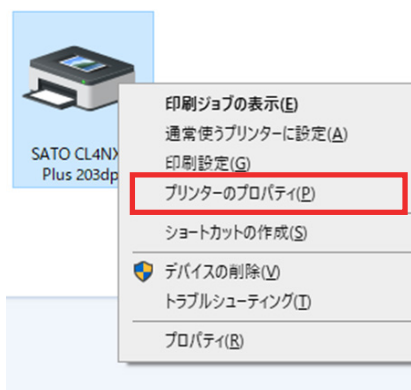 SATO CL4NX
Plus 203dp
印刷ジョブの表示(E)
通常使うプリンターに設定(A)
印刷設定(G)
プリンターのプロパティ(P)
ショートカットの作成(S)
デバイスの削除(V)
トラブルシューティング(T)
プロパティ(R)